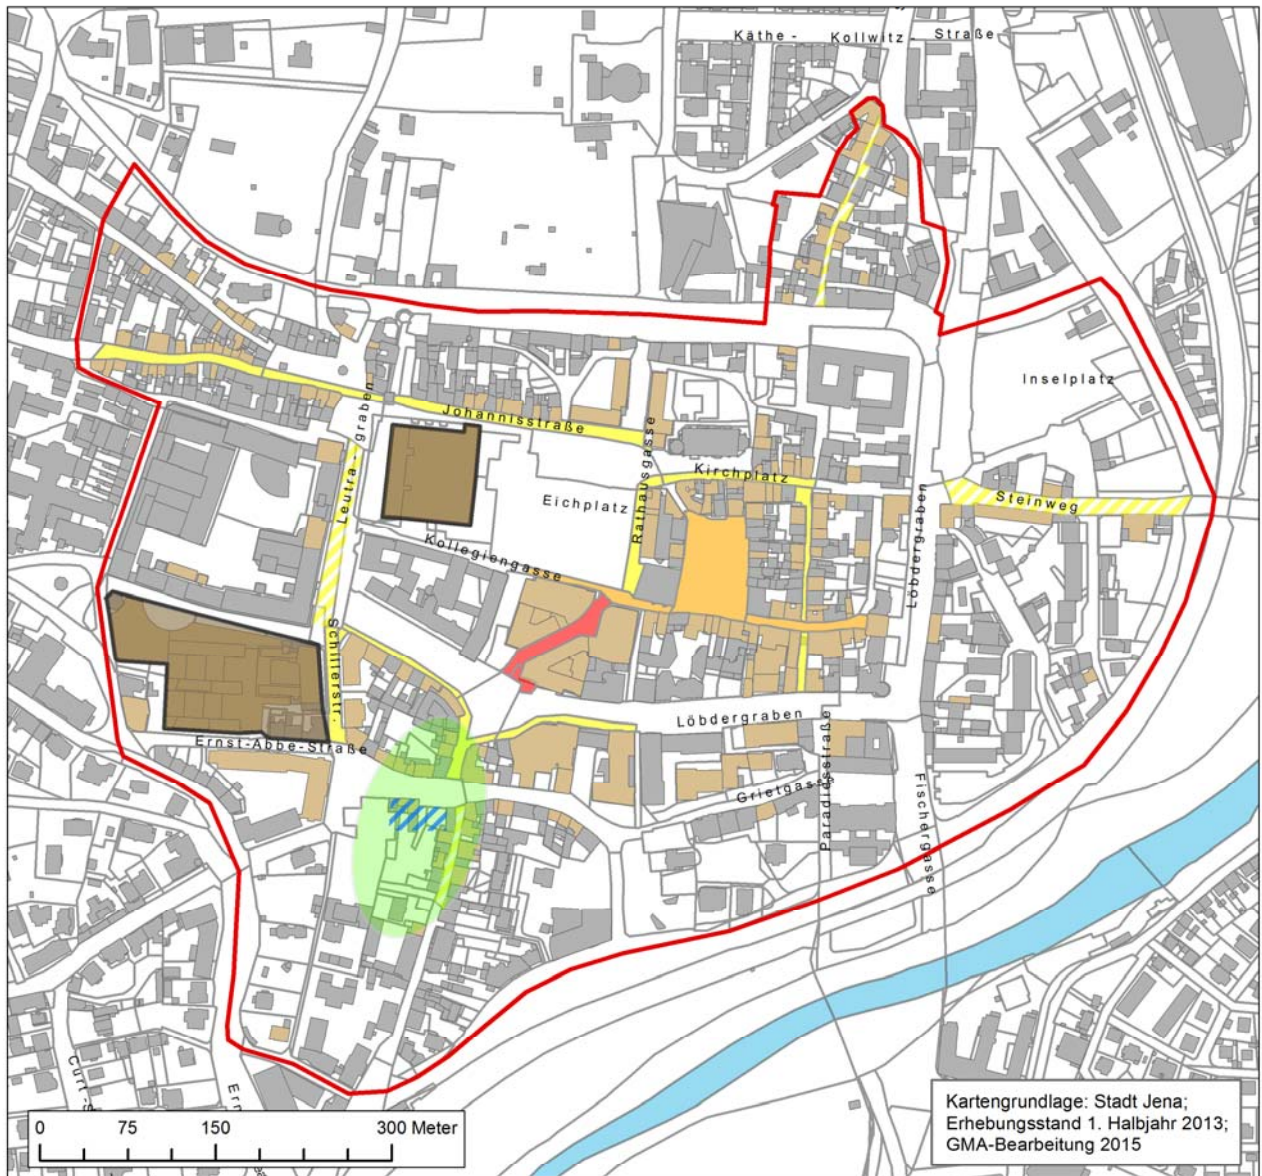 Käthe - Kollwitz - Straße
Inselplatz
Johannisstraße
Leutra - graben
Rathausgasse
Kirchplatz
Eichplatz
Steinweg
Löbdergraben
Kollegiengasse
Schillerstr.
Löbdergraben
Ernst-Abbe-Straße
Grietgasse
Paradiesstraße
Fischergasse
0 75 150 300 Meter
Kartengrundlage: Stadt Jena;
Erhebungsstand 1. Halbjahr 2013;
GMA-Bearbeitung 2015